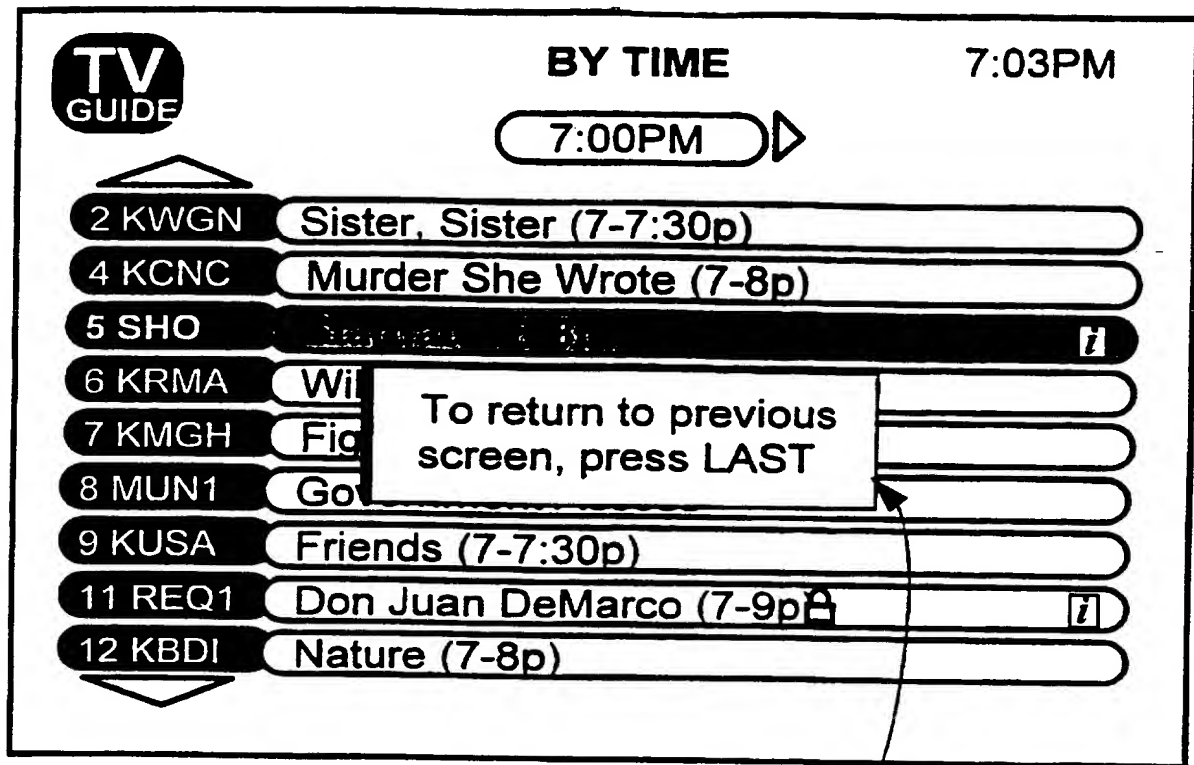 TV
GUIDE
BY TIME
7:03PM
7:00PM
2 KWGN Sister, Sister (7-7:30p)
4 KCNC Murder She Wrote (7-8p)
5 SHO i
6 KRMA Wil
7 KMGH Fig
To return to previous
screen, press LAST
8 MUN1 Gov
9 KUSA Friends (7-7:30p)
11 REQ1 Don Juan DeMarco (7-9p i
12 KBDI Nature (7-8p)